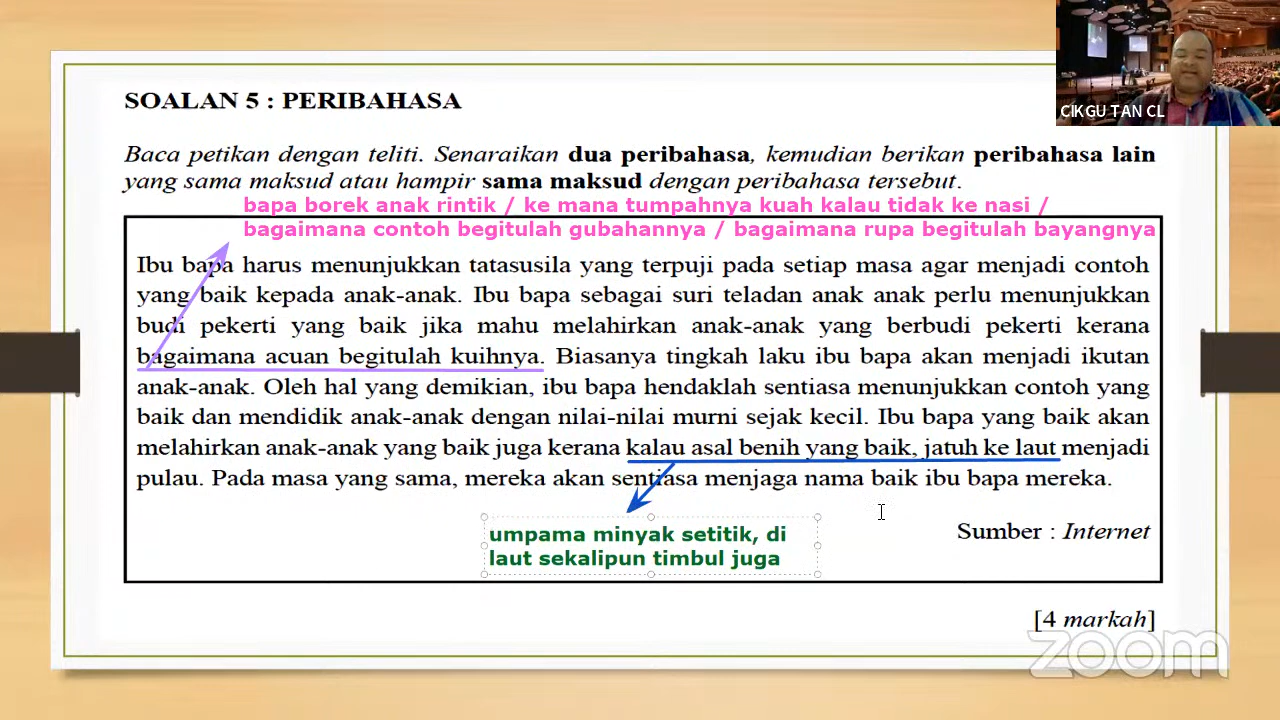 CIKGU TAN CL
SOALAN 5 : PERIBAHASA
Baca petikan dengan teliti. Senaraikan dua peribahasa, kemudian berikan peribahasa lain
yang sama maksud atau hampir sama maksud dengan peribahasa tersebut.
bapa borek anak rintik / ke mana tumpahnya kuah kalau tidak ke nasi /
bagaimana contoh begitulah gubahannya / bagaimana rupa begitulah bayangnya
Ibu bapa harus menunjukkan tatasusila yang terpuji pada setiap masa agar menjadi contoh
yang baik kepada anak-anak. Ibu bapa sebagai suri teladan anak anak perlu menunjukkan
budi pekerti yang baik jika mahu melahirkan anak-anak yang berbudi pekerti kerana
bagaimana acuan begitulah kuihnya. Biasanya tingkah laku ibu bapa akan menjadi ikutan
anak-anak. Oleh hal yang demikian, ibu bapa hendaklah sentiasa menunjukkan contoh yang
baik dan mendidik anak-anak dengan nilai-nilai murni sejak kecil. Ibu bapa yang baik akan
melahirkan anak-anak yang baik juga kerana kalau asal benih yang baik, jatuh ke laut menjadi
pulau. Pada masa yang sama, mereka akan sentiasa menjaga nama baik ibu bapa mereka.
umpama minyak setitik, di
laut sekalipun timbul juga
Sumber : Internet
[4 markah]
zoom